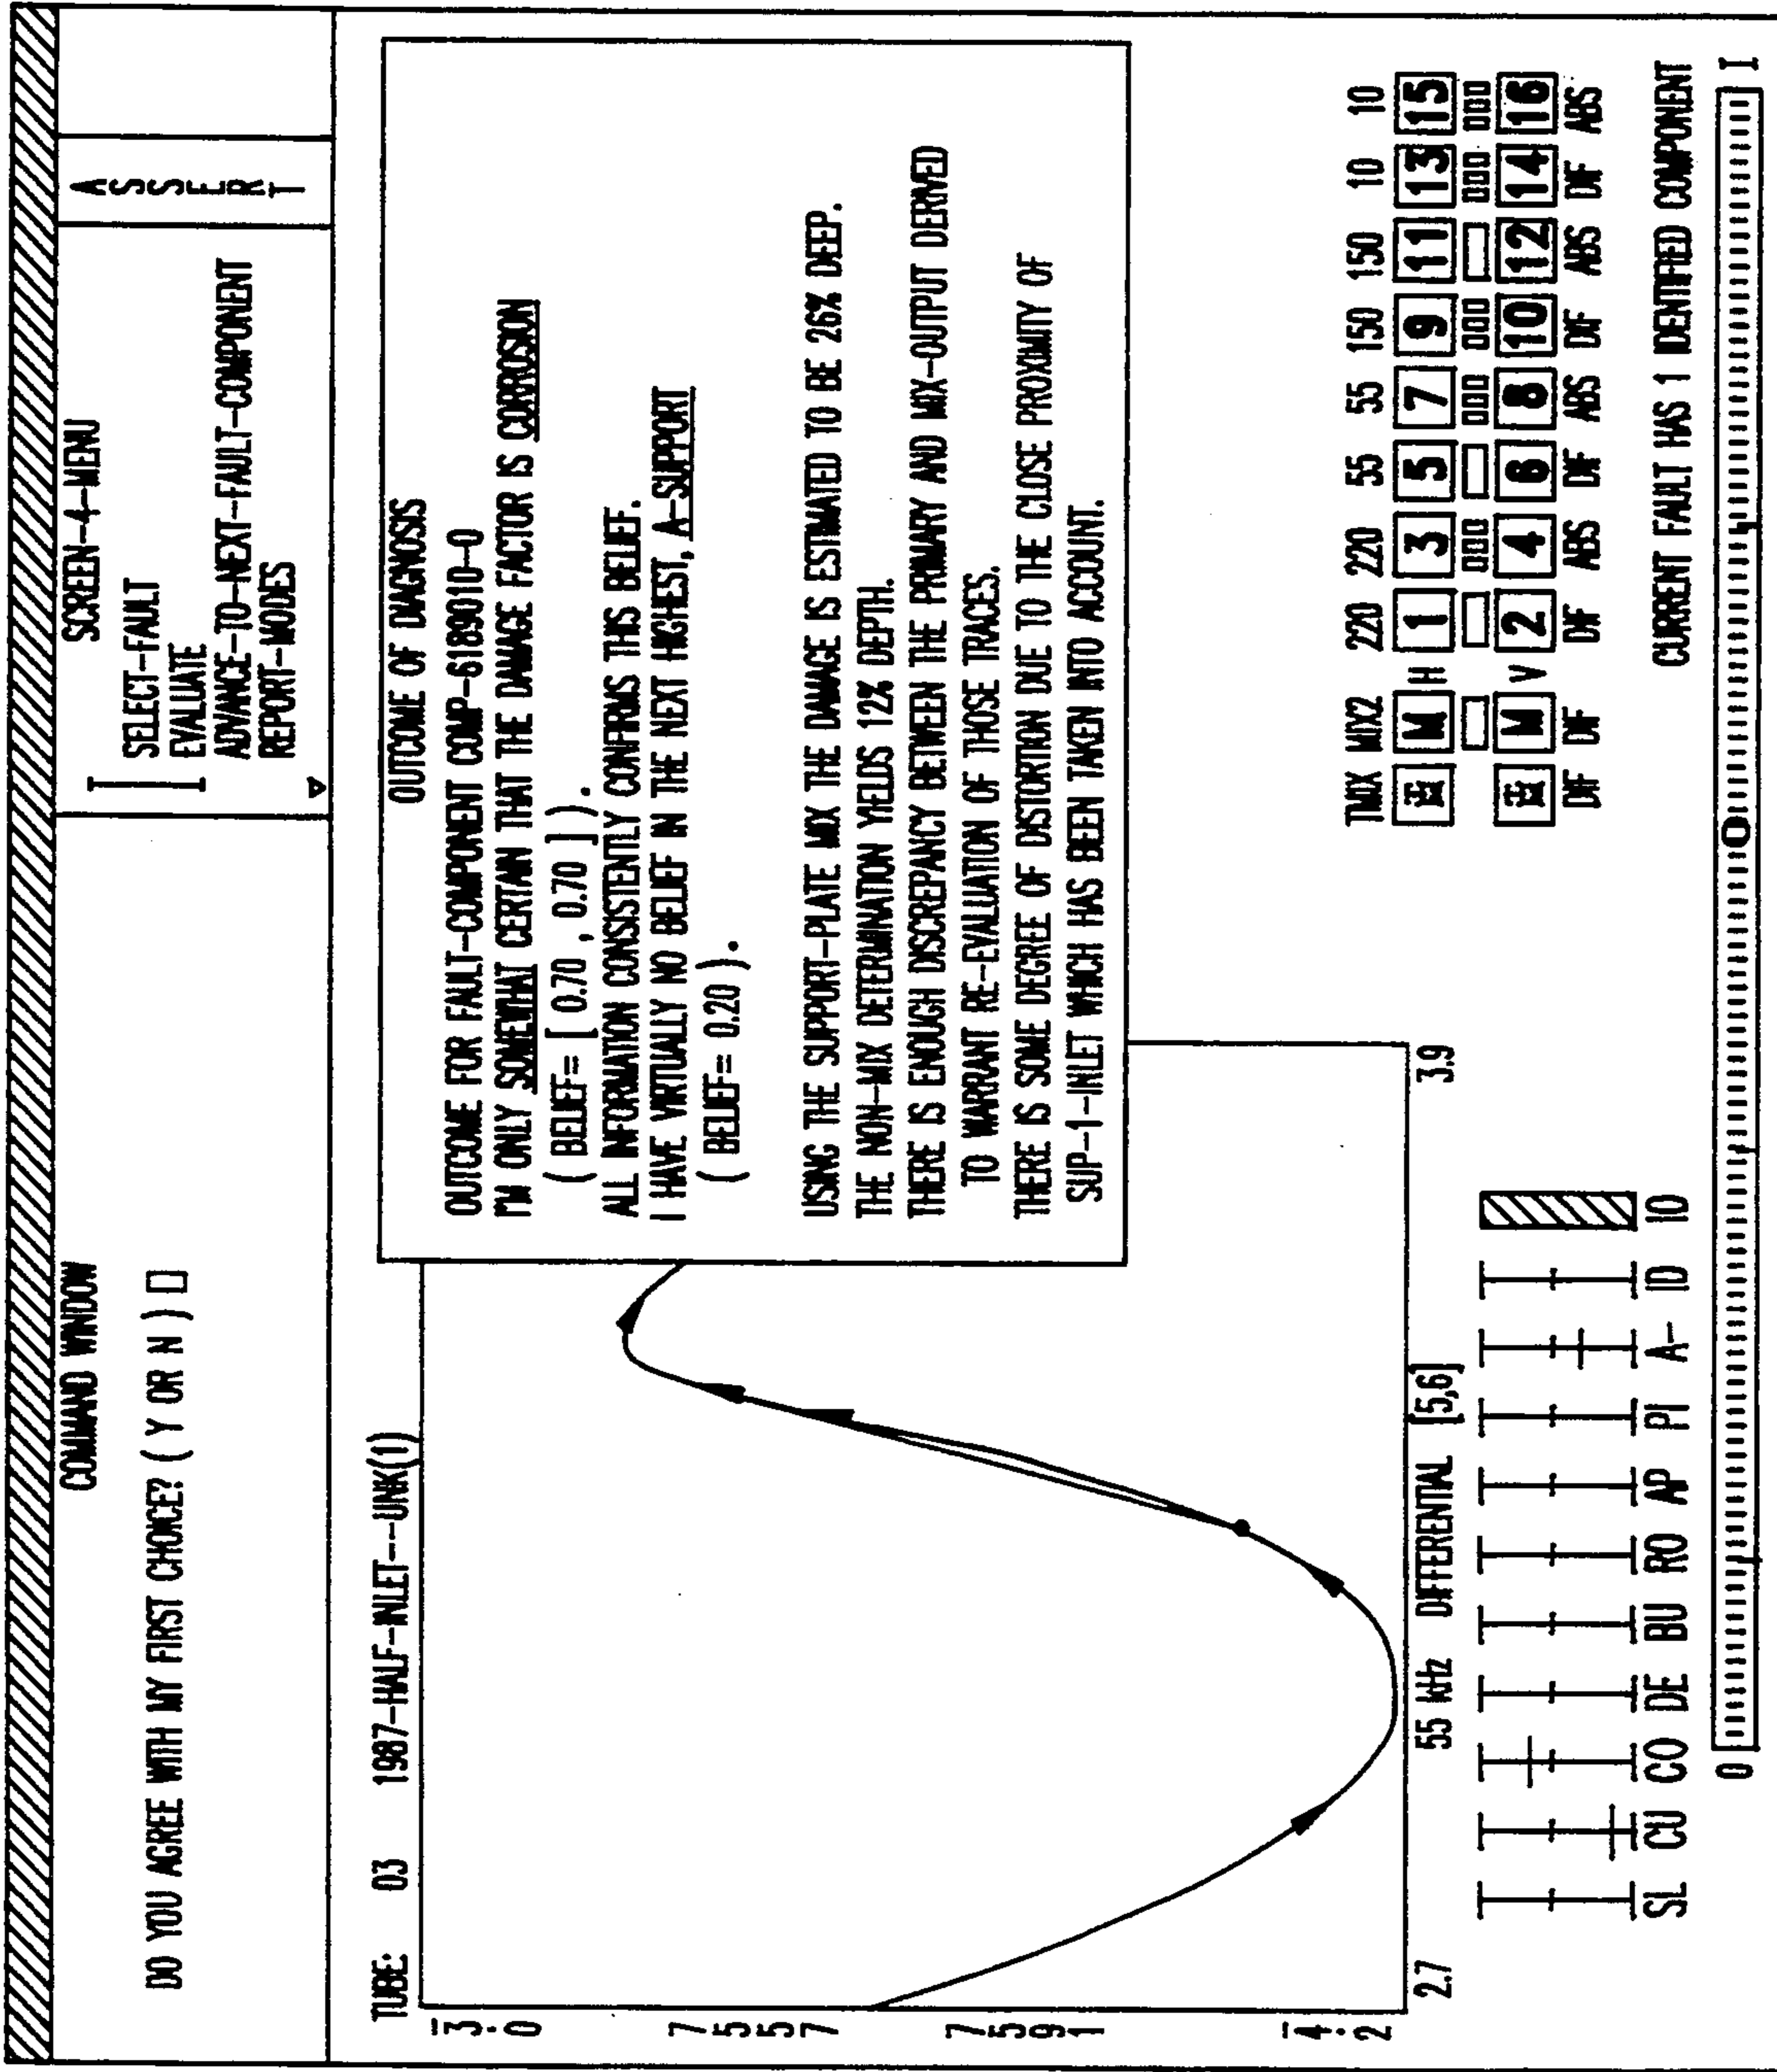 COMMAND WINDOW
DO YOU AGREE WITH MY FIRST CHOICE? ( Y OR N )
SCREEN-4-MENU
SELECT-FAULT
EVALUATE
ADVANCE-TO-NEXT-FAULT-COMPONENT
REPORT-MODES
ASSERT
TUBE: 03 1987-HALF-INLET--UNK(1)
OUTCOME OF DIAGNOSIS
OUTCOME FOR FAULT-COMPONENT COMP-6189010-0
I'M ONLY SOMEWHAT CERTAIN THAT THE DAMAGE FACTOR IS CORROSION
( BELIEF= [ 0.70 , 0.70 ] ).
ALL INFORMATION CONSISTENTLY CONFIRMS THIS BELIEF.
I HAVE VIRTUALLY NO BELIEF IN THE NEXT HIGHEST, A-SUPPORT
( BELIEF= 0.20 ).
USING THE SUPPORT-PLATE MIX THE DAMAGE IS ESTIMATED TO BE 26% DEEP.
THE NON-MIX DETERMINATION YIELDS 12% DEPTH.
THERE IS ENOUGH DISCREPANCY BETWEEN THE PRIMARY AND MIX-OUTPUT DERIVED
TO WARRANT RE-EVALUATION OF THOSE TRACES.
THERE IS SOME DEGREE OF DISTORTION DUE TO THE CLOSE PROXIMITY OF
SUP-1-INLET WHICH HAS BEEN TAKEN INTO ACCOUNT.
-3.0
7557
7591
-4.2
2.7 55 kHz DIFFERENTIAL [5,6] 3.9
TMIX MIX2 220 220 55 55 150 150 10 10
M H 1 3 5 7 9 11 13 15
M V 2 4 6 8 10 12 14 16
DIF DIF DIF ABS DIF ABS DIF ABS DIF ABS
SL CU CO DE BU RO AP PI A- ID IO
CURRENT FAULT HAS 1 IDENTIFIED COMPONENT
0 I